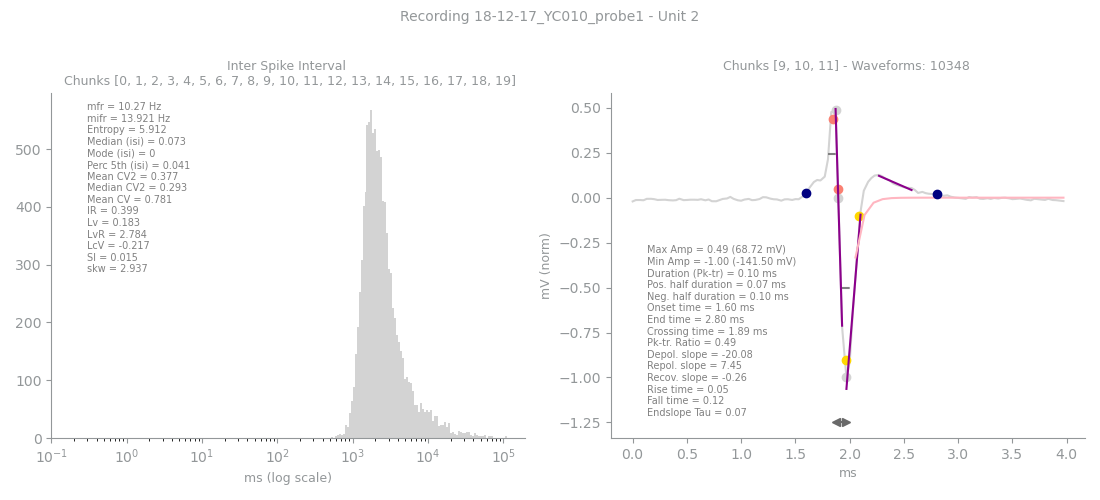 Recording 18-12-17_YC010_probe1 - Unit 2
Inter Spike Interval
Chunks [0, 1, 2, 3, 4, 5, 6, 7, 8, 9, 10, 11, 12, 13, 14, 15, 16, 17, 18, 19]
mfr = 10.27 Hz
mifr = 13.921 Hz
Entropy = 5.912
Median (isi) = 0.073
Mode (isi) = 0
Perc 5th (isi) = 0.041
Mean CV2 = 0.377
Median CV2 = 0.293
Mean CV = 0.781
IR = 0.399
Lv = 0.183
LvR = 2.784
LcV = -0.217
SI = 0.015
skw = 2.937
500
400
300
200
100
0
10⁻¹ 10⁰ 10¹ 10² 10³ 10⁴ 10⁵
ms (log scale)
Chunks [9, 10, 11] - Waveforms: 10348
0.50
0.25
0.00
−0.25
−0.50
−0.75
−1.00
−1.25
mV (norm)
Max Amp = 0.49 (68.72 mV)
Min Amp = -1.00 (-141.50 mV)
Duration (Pk-tr) = 0.10 ms
Pos. half duration = 0.07 ms
Neg. half duration = 0.10 ms
Onset time = 1.60 ms
End time = 2.80 ms
Crossing time = 1.89 ms
Pk-tr. Ratio = 0.49
Depol. slope = -20.08
Repol. slope = 7.45
Recov. slope = -0.26
Rise time = 0.05
Fall time = 0.12
Endslope Tau = 0.07
0.0 0.5 1.0 1.5 2.0 2.5 3.0 3.5 4.0
ms